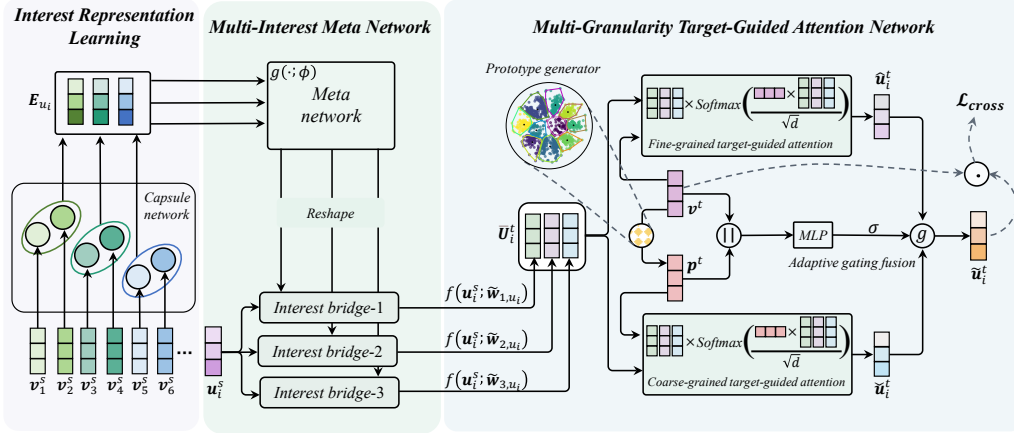 Interest Representation
Learning
Multi-Interest Meta Network
Multi-Granularity Target-Guided Attention Network
E_{u_i}
Capsule
network
v_1^s
v_2^s
v_3^s
v_4^s
v_5^s
v_6^s
...
u_i^s
g(·; ϕ)
Meta
network
Reshape
Interest bridge-1
Interest bridge-2
Interest bridge-3
f(u_i^s; w̃_{1,u_i})
f(u_i^s; w̃_{2,u_i})
f(u_i^s; w̃_{3,u_i})
Prototype generator
Ū_i^t
× Softmax( × / √d )
Fine-grained target-guided attention
û_i^t
v^t
p^t
||
MLP
σ
g
Adaptive gating fusion
ũ_i^t
ℒ_cross
× Softmax( × / √d )
Coarse-grained target-guided attention
ǔ_i^t